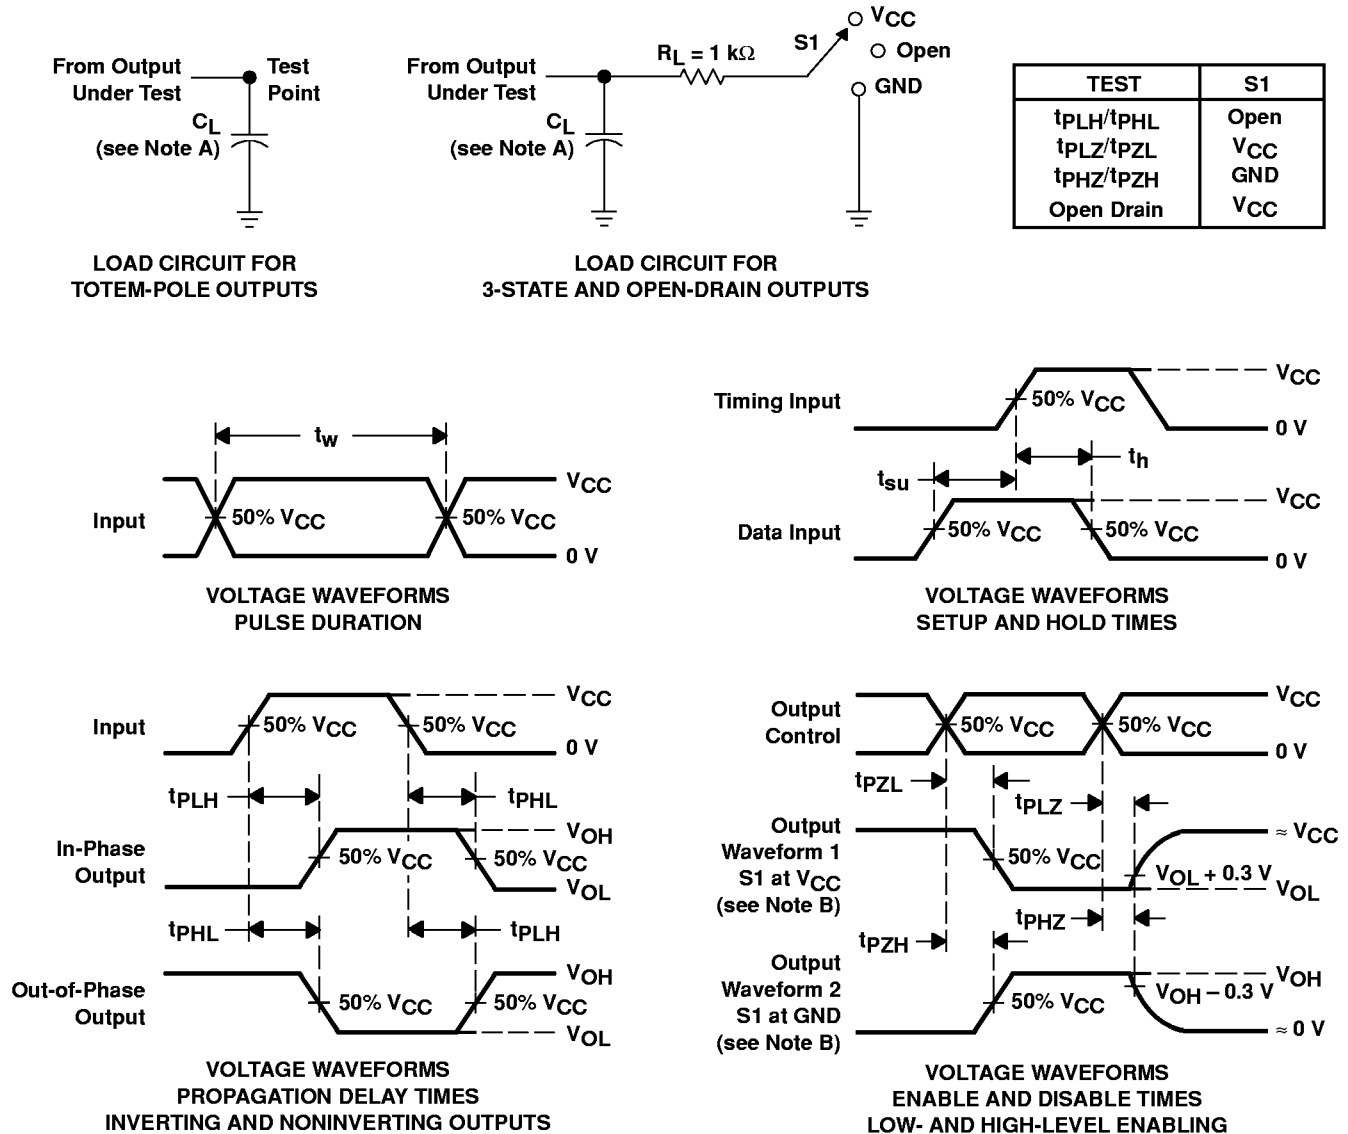 From Output
Under Test
Test
Point
CL
(see Note A)
LOAD CIRCUIT FOR
TOTEM-POLE OUTPUTS
From Output
Under Test
RL = 1 kΩ
S1
VCC
Open
GND
CL
(see Note A)
LOAD CIRCUIT FOR
3-STATE AND OPEN-DRAIN OUTPUTS
TEST S1
tPLH/tPHL Open
tPLZ/tPZL VCC
tPHZ/tPZH GND
Open Drain VCC
tw
Input
50% VCC
50% VCC
VCC
0 V
VOLTAGE WAVEFORMS
PULSE DURATION
Timing Input
50% VCC
VCC
0 V
th
tsu
Data Input
50% VCC
50% VCC
VCC
0 V
VOLTAGE WAVEFORMS
SETUP AND HOLD TIMES
Input
50% VCC
50% VCC
VCC
0 V
tPLH
tPHL
In-Phase
Output
50% VCC
50% VCC
VOH
VOL
tPHL
tPLH
Out-of-Phase
Output
50% VCC
50% VCC
VOH
VOL
VOLTAGE WAVEFORMS
PROPAGATION DELAY TIMES
INVERTING AND NONINVERTING OUTPUTS
Output
Control
50% VCC
50% VCC
VCC
0 V
tPZL
tPLZ
Output
Waveform 1
S1 at VCC
(see Note B)
50% VCC
≈ VCC
VOL + 0.3 V
VOL
tPHZ
tPZH
Output
Waveform 2
S1 at GND
(see Note B)
50% VCC
VOH
VOH – 0.3 V
≈ 0 V
VOLTAGE WAVEFORMS
ENABLE AND DISABLE TIMES
LOW- AND HIGH-LEVEL ENABLING